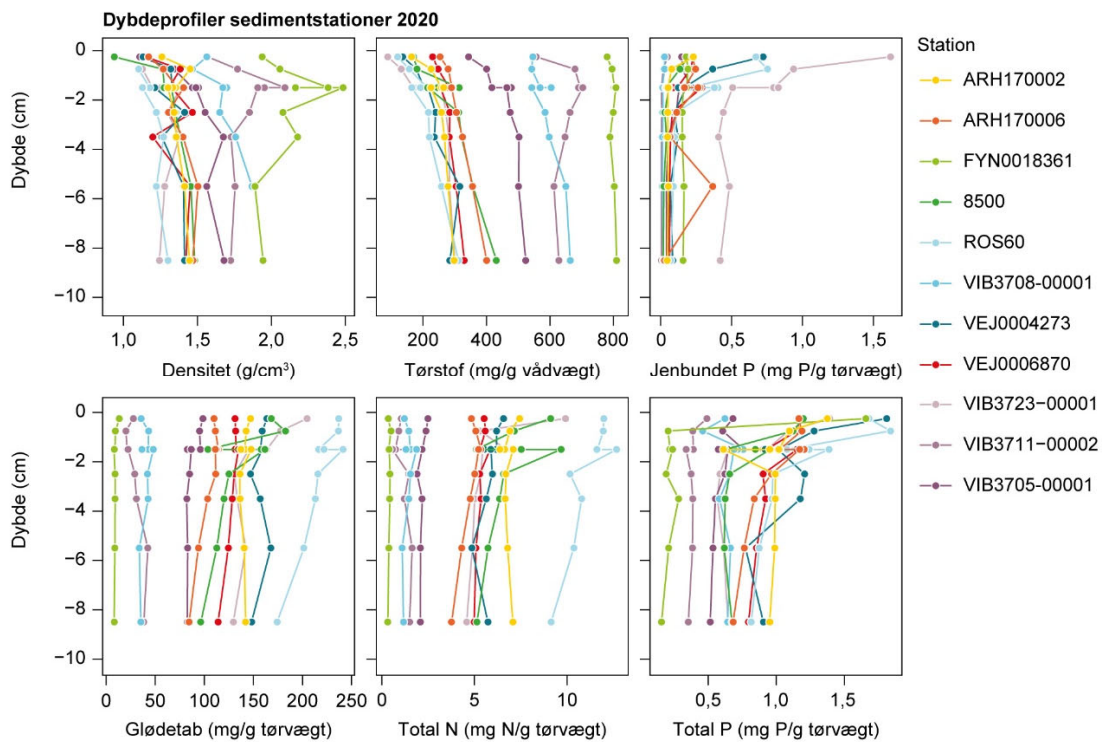 Dybdeprofiler sedimentstationer 2020
Dybde (cm)
0
−2
−4
−6
−8
−10
1,0 1,5 2,0 2,5
Densitet (g/cm³)
200 400 600 800
Tørstof (mg/g vådvægt)
0 0,5 1,0 1,5
Jenbundet P (mg P/g tørvægt)
Dybde (cm)
0
−2
−4
−6
−8
−10
0 50 100 150 200 250
Glødetab (mg/g tørvægt)
0 5 10
Total N (mg N/g tørvægt)
0,5 1,0 1,5
Total P (mg P/g tørvægt)
Station
ARH170002
ARH170006
FYN0018361
8500
ROS60
VIB3708-00001
VEJ0004273
VEJ0006870
VIB3723−00001
VIB3711−00002
VIB3705-00001